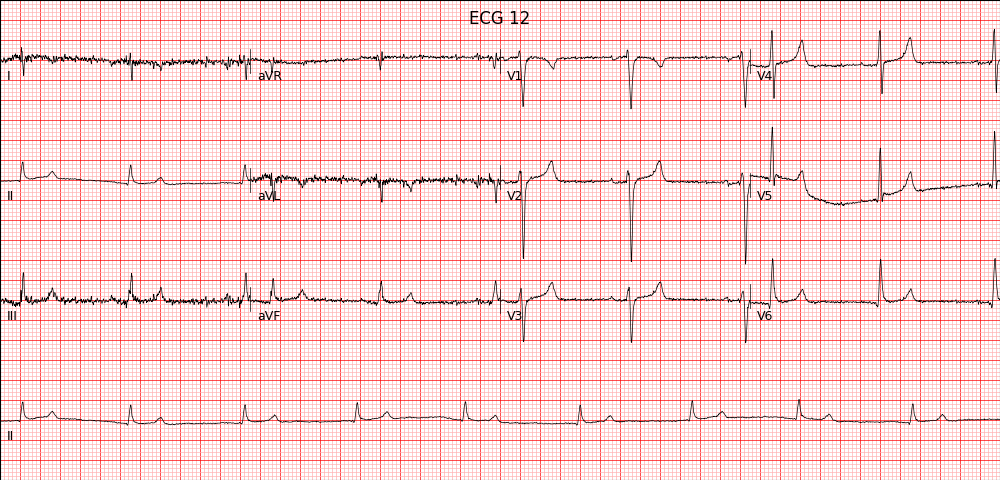 ECG 12
I aVR V1 V4
II aVL V2 V5
III aVF V3 V6
II